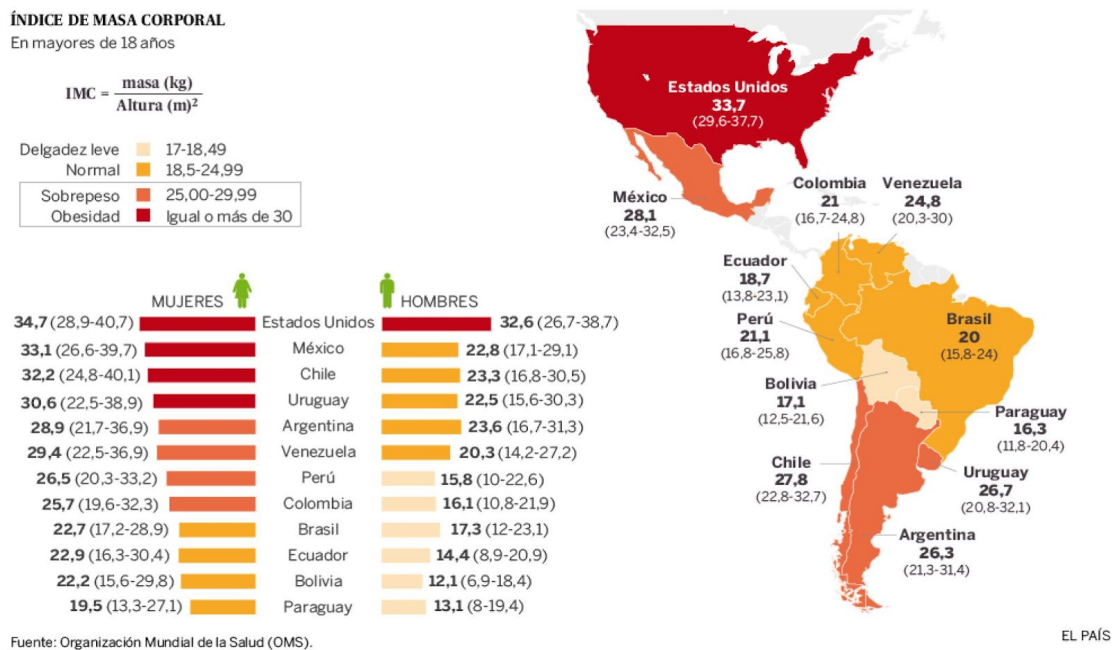 ÍNDICE DE MASA CORPORAL
En mayores de 18 años
IMC = masa (kg)
Altura (m)²
Delgadez leve 17-18,49
Normal 18,5-24,99
Sobrepeso 25,00-29,99
Obesidad Igual o más de 30
MUJERES HOMBRES
34,7 (28,9-40,7) Estados Unidos 32,6 (26,7-38,7)
33,1 (26,6-39,7) México 22,8 (17,1-29,1)
32,2 (24,8-40,1) Chile 23,3 (16,8-30,5)
30,6 (22,5-38,9) Uruguay 22,5 (15,6-30,3)
28,9 (21,7-36,9) Argentina 23,6 (16,7-31,3)
29,4 (22,5-36,9) Venezuela 20,3 (14,2-27,2)
26,5 (20,3-33,2) Perú 15,8 (10-22,6)
25,7 (19,6-32,3) Colombia 16,1 (10,8-21,9)
22,7 (17,2-28,9) Brasil 17,3 (12-23,1)
22,9 (16,3-30,4) Ecuador 14,4 (8,9-20,9)
22,2 (15,6-29,8) Bolivia 12,1 (6,9-18,4)
19,5 (13,3-27,1) Paraguay 13,1 (8-19,4)
Estados Unidos
33,7
(29,6-37,7)
México
28,1
(23,4-32,5)
Colombia
21
(16,7-24,8)
Venezuela
24,8
(20,3-30)
Ecuador
18,7
(13,8-23,1)
Perú
21,1
(16,8-25,8)
Brasil
20
(15,8-24)
Bolivia
17,1
(12,5-21,6)
Paraguay
16,3
(11,8-20,4)
Chile
27,8
(22,8-32,7)
Uruguay
26,7
(20,8-32,1)
Argentina
26,3
(21,3-31,4)
Fuente: Organización Mundial de la Salud (OMS).
EL PAÍS